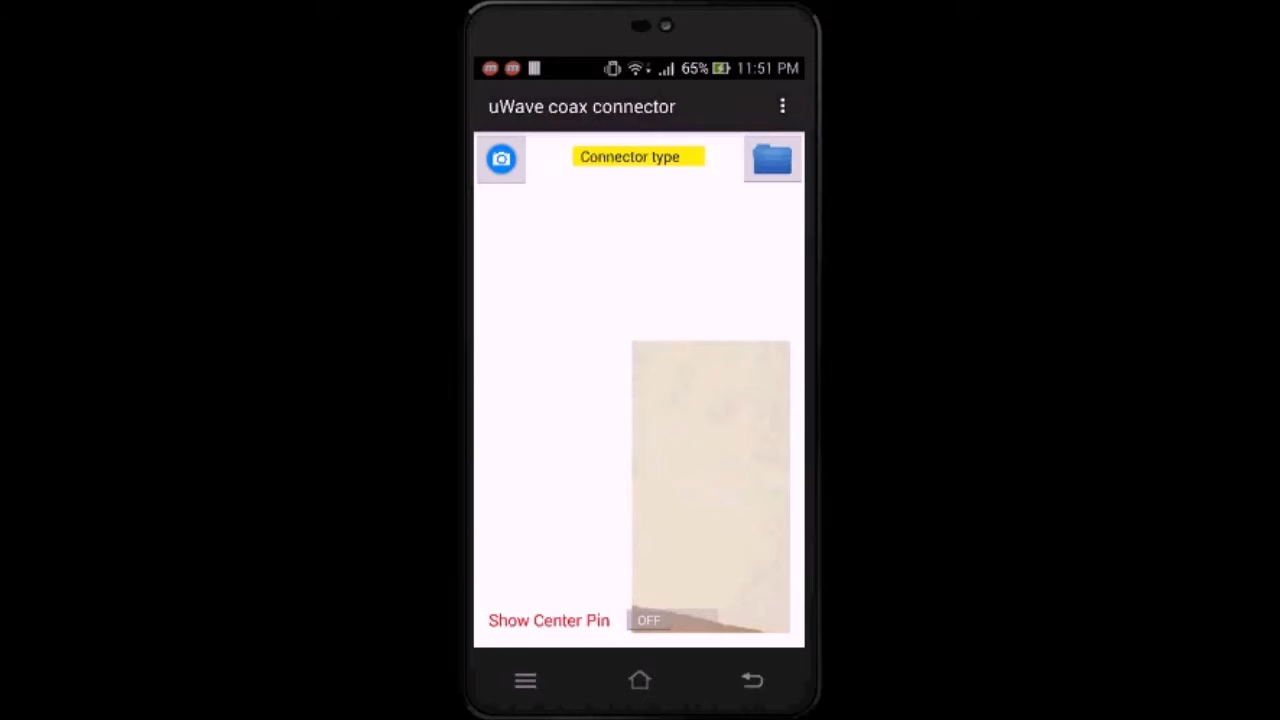 65% 11:51 PM
uWave coax connector
Connector type
Show Center Pin OFF